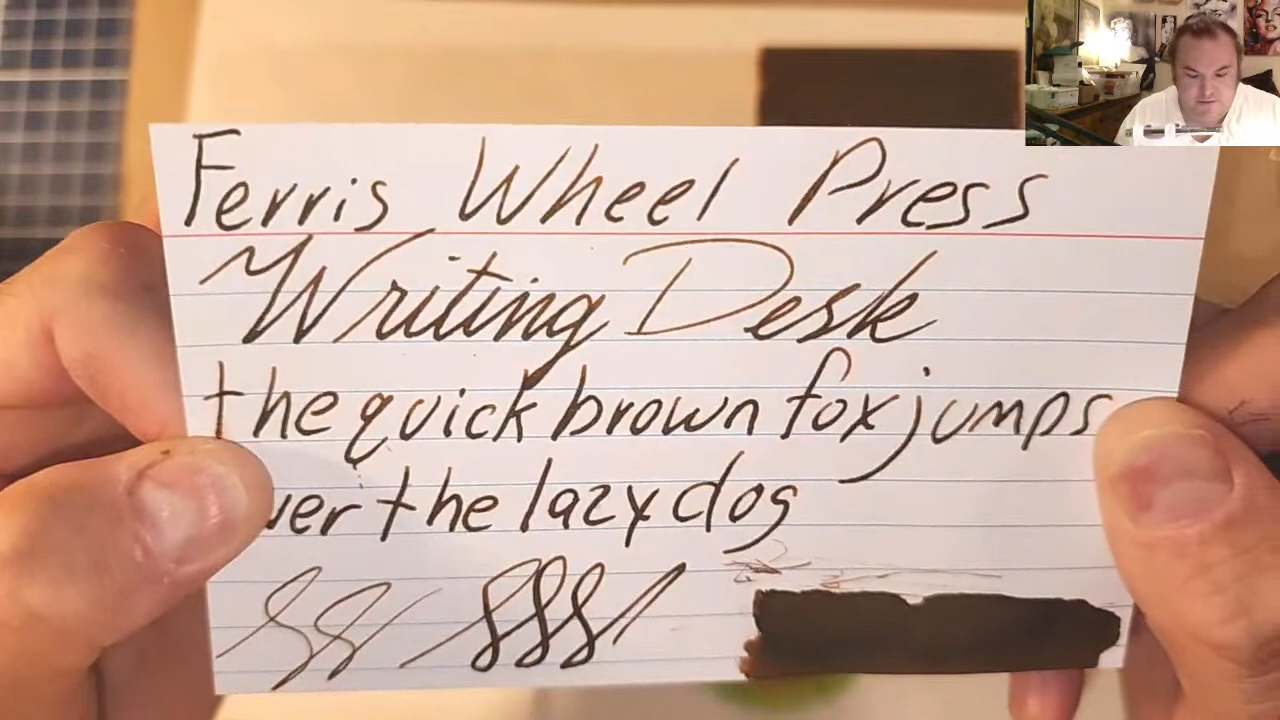 Ferris Wheel Press
Writing Desk
the quick brown fox jumps
ver the lazy dog